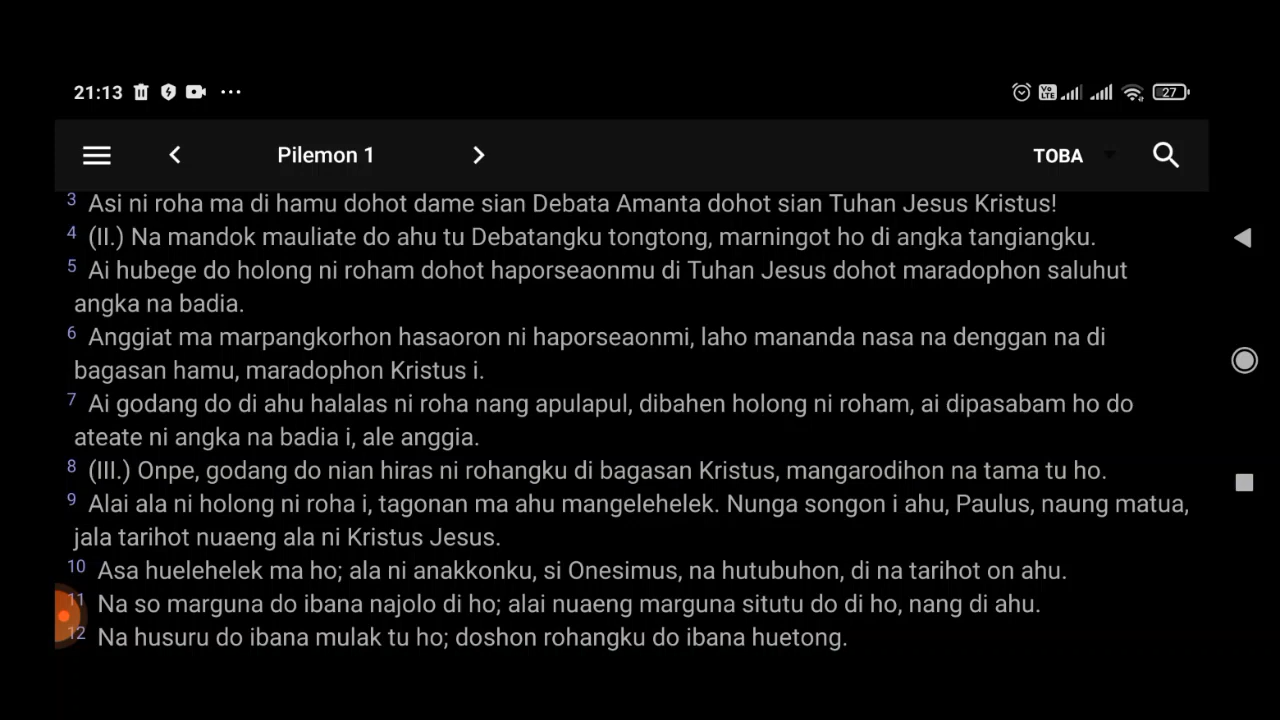 21:13 ...
Vo LTE 27
Pilemon 1 TOBA
3 Asi ni roha ma di hamu dohot dame sian Debata Amanta dohot sian Tuhan Jesus Kristus!
4 (II.) Na mandok mauliate do ahu tu Debatangku tongtong, marningot ho di angka tangiangku.
5 Ai hubege do holong ni roham dohot haporseaonmu di Tuhan Jesus dohot maradophon saluhut
angka na badia.
6 Anggiat ma marpangkorhon hasaoron ni haporseaonmi, laho mananda nasa na denggan na di
bagasan hamu, maradophon Kristus i.
7 Ai godang do di ahu halalas ni roha nang apulapul, dibahen holong ni roham, ai dipasabam ho do
ateate ni angka na badia i, ale anggia.
8 (III.) Onpe, godang do nian hiras ni rohangku di bagasan Kristus, mangarodihon na tama tu ho.
9 Alai ala ni holong ni roha i, tagonan ma ahu mangelehelek. Nunga songon i ahu, Paulus, naung matua,
jala tarihot nuaeng ala ni Kristus Jesus.
10 Asa huelehelek ma ho; ala ni anakkonku, si Onesimus, na hutubuhon, di na tarihot on ahu.
11 Na so marguna do ibana najolo di ho; alai nuaeng marguna situtu do di ho, nang di ahu.
12 Na husuru do ibana mulak tu ho; doshon rohangku do ibana huetong.